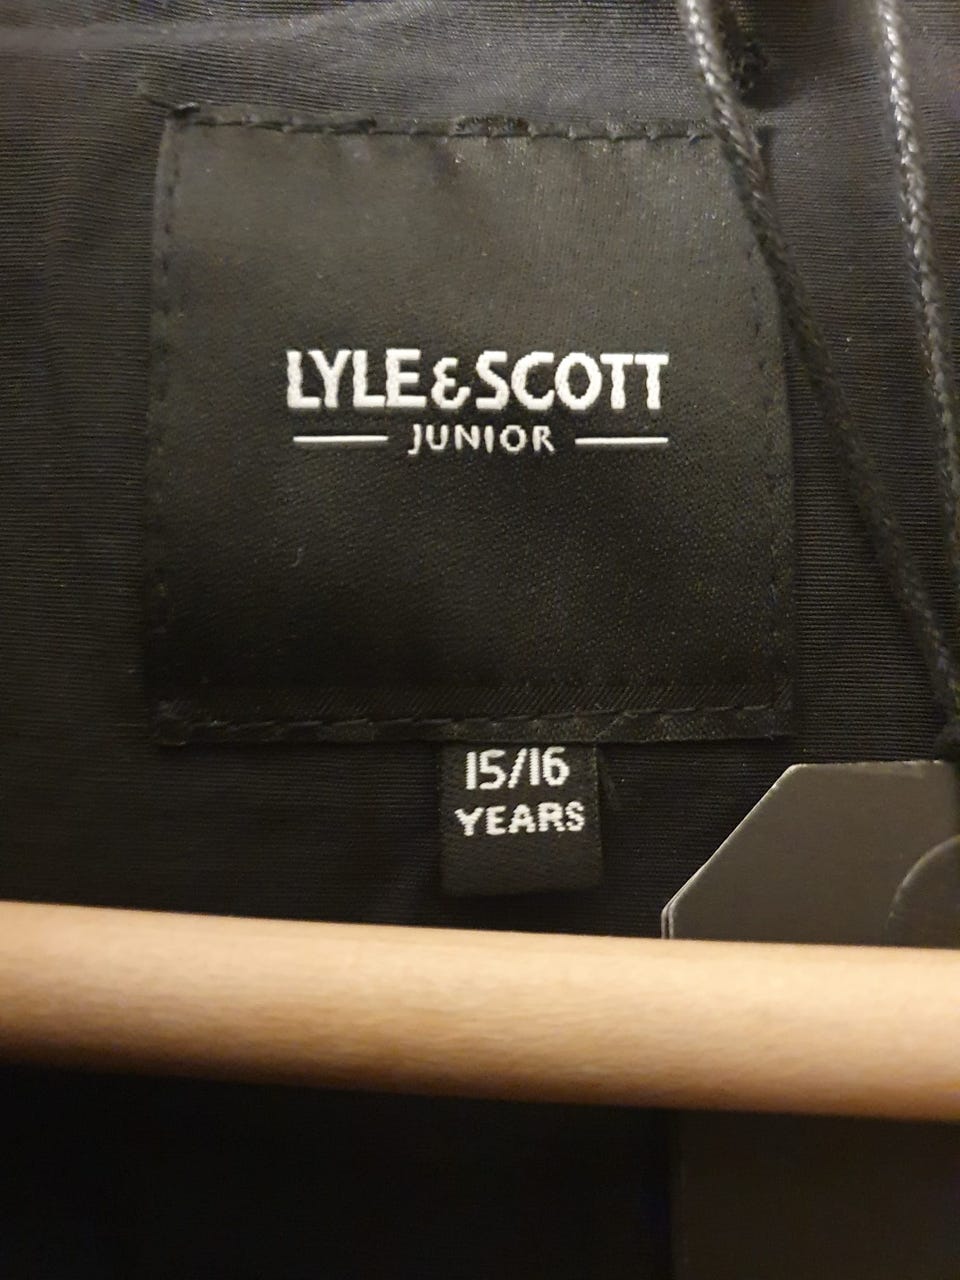 LYLE & SCOTT
JUNIOR
15/16
YEARS